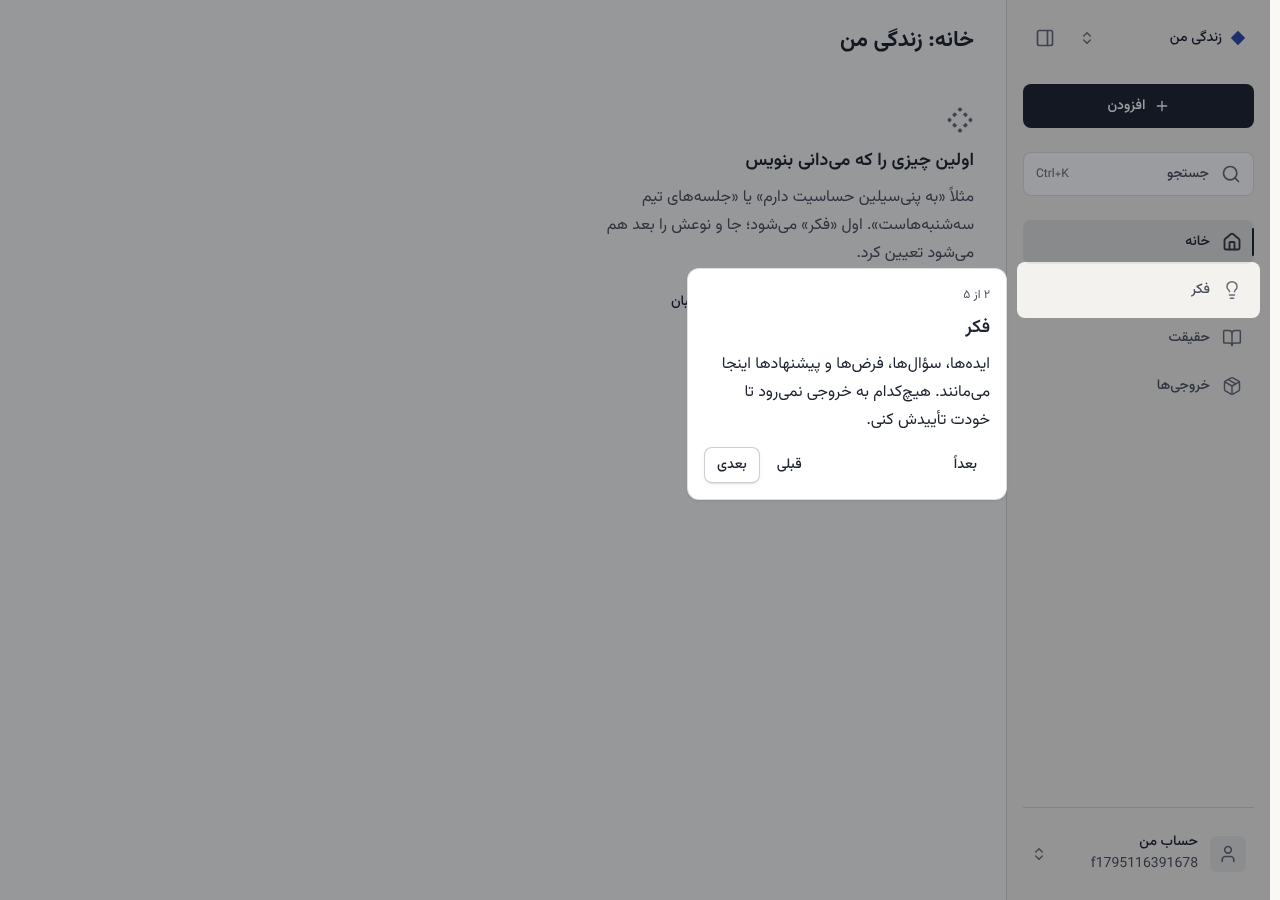 زندگی من
افزودن
جستجو
Ctrl+K
خانه
فکر
حقیقت
خروجی‌ها
حساب من
f1795116391678
خانه: زندگی من
اولین چیزی را که می‌دانی بنویس
مثلاً «به پنی‌سیلین حساسیت دارم» یا «جلسه‌های تیم
سه‌شنبه‌هاست». اول «فکر» می‌شود؛ جا و نوعش را بعد هم
می‌شود تعیین کرد.
۲ از ۵
فکر
ایده‌ها، سؤال‌ها، فرض‌ها و پیشنهادها اینجا
می‌مانند. هیچ‌کدام به خروجی نمی‌رود تا
خودت تأییدش کنی.
بعداً
قبلی
بعدی